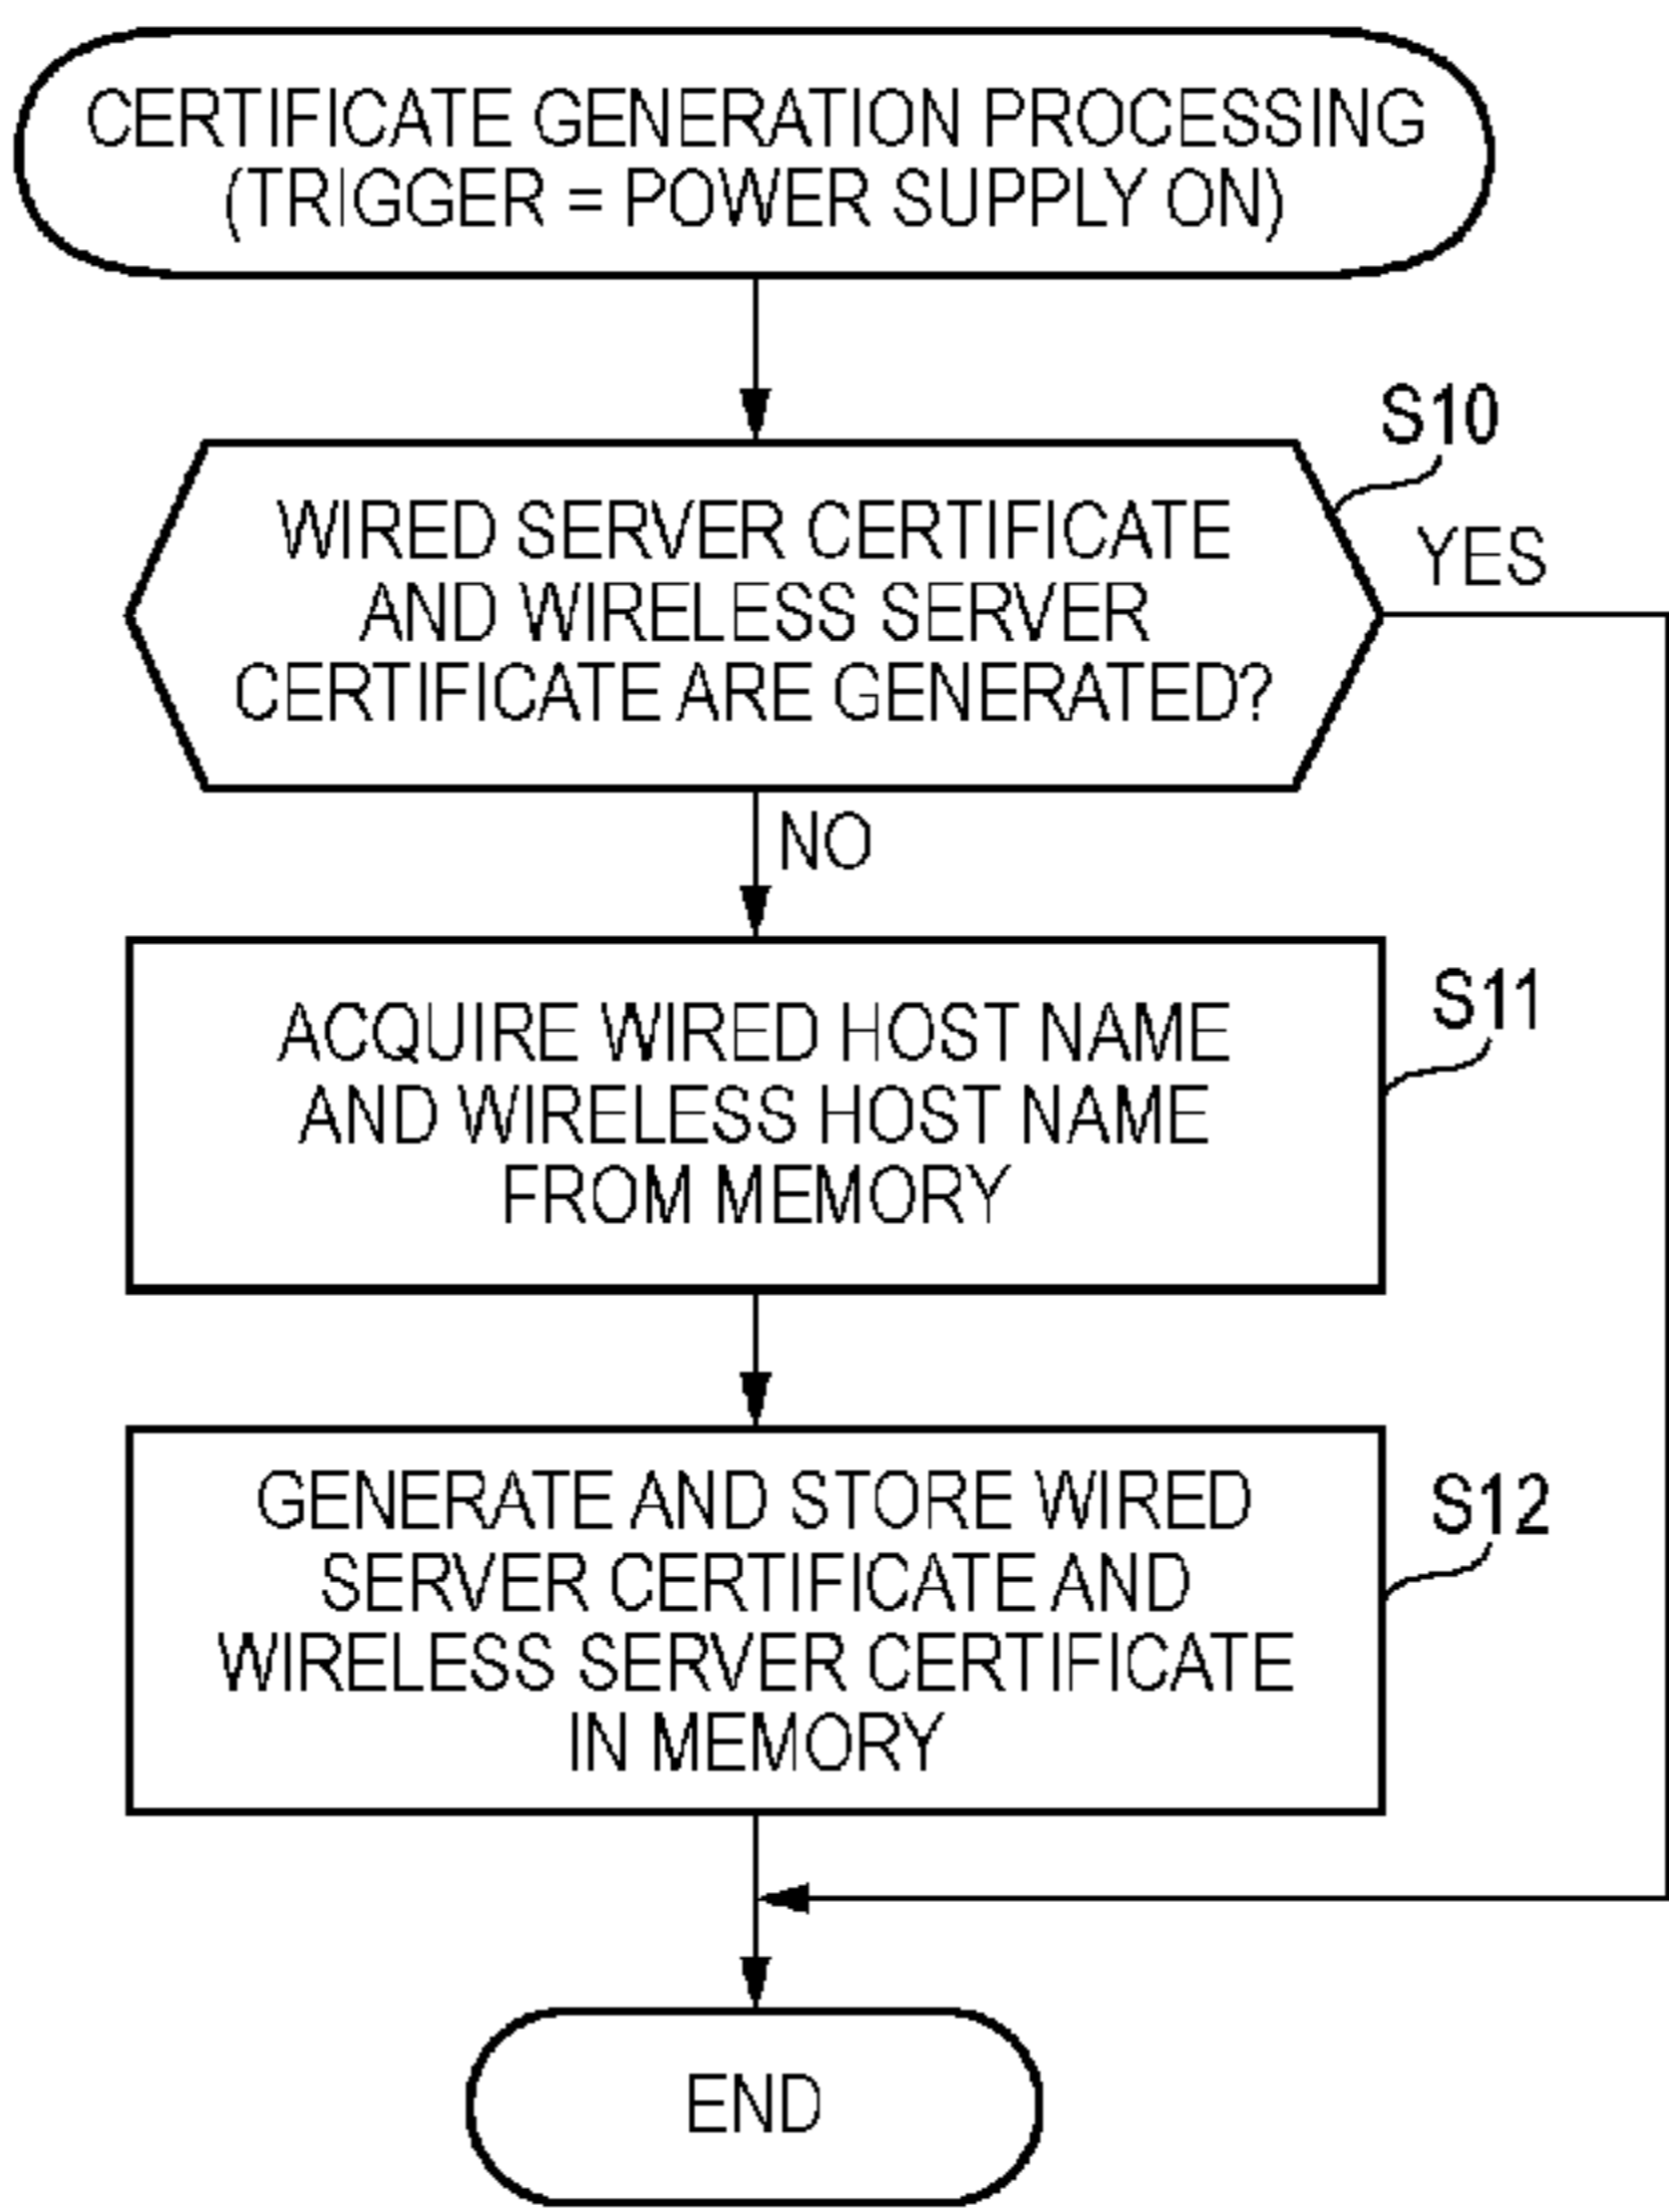 CERTIFICATE GENERATION PROCESSING
(TRIGGER = POWER SUPPLY ON)
S10
WIRED SERVER CERTIFICATE
AND WIRELESS SERVER
CERTIFICATE ARE GENERATED?
YES
NO
S11
ACQUIRE WIRED HOST NAME
AND WIRELESS HOST NAME
FROM MEMORY
S12
GENERATE AND STORE WIRED
SERVER CERTIFICATE AND
WIRELESS SERVER CERTIFICATE
IN MEMORY
END